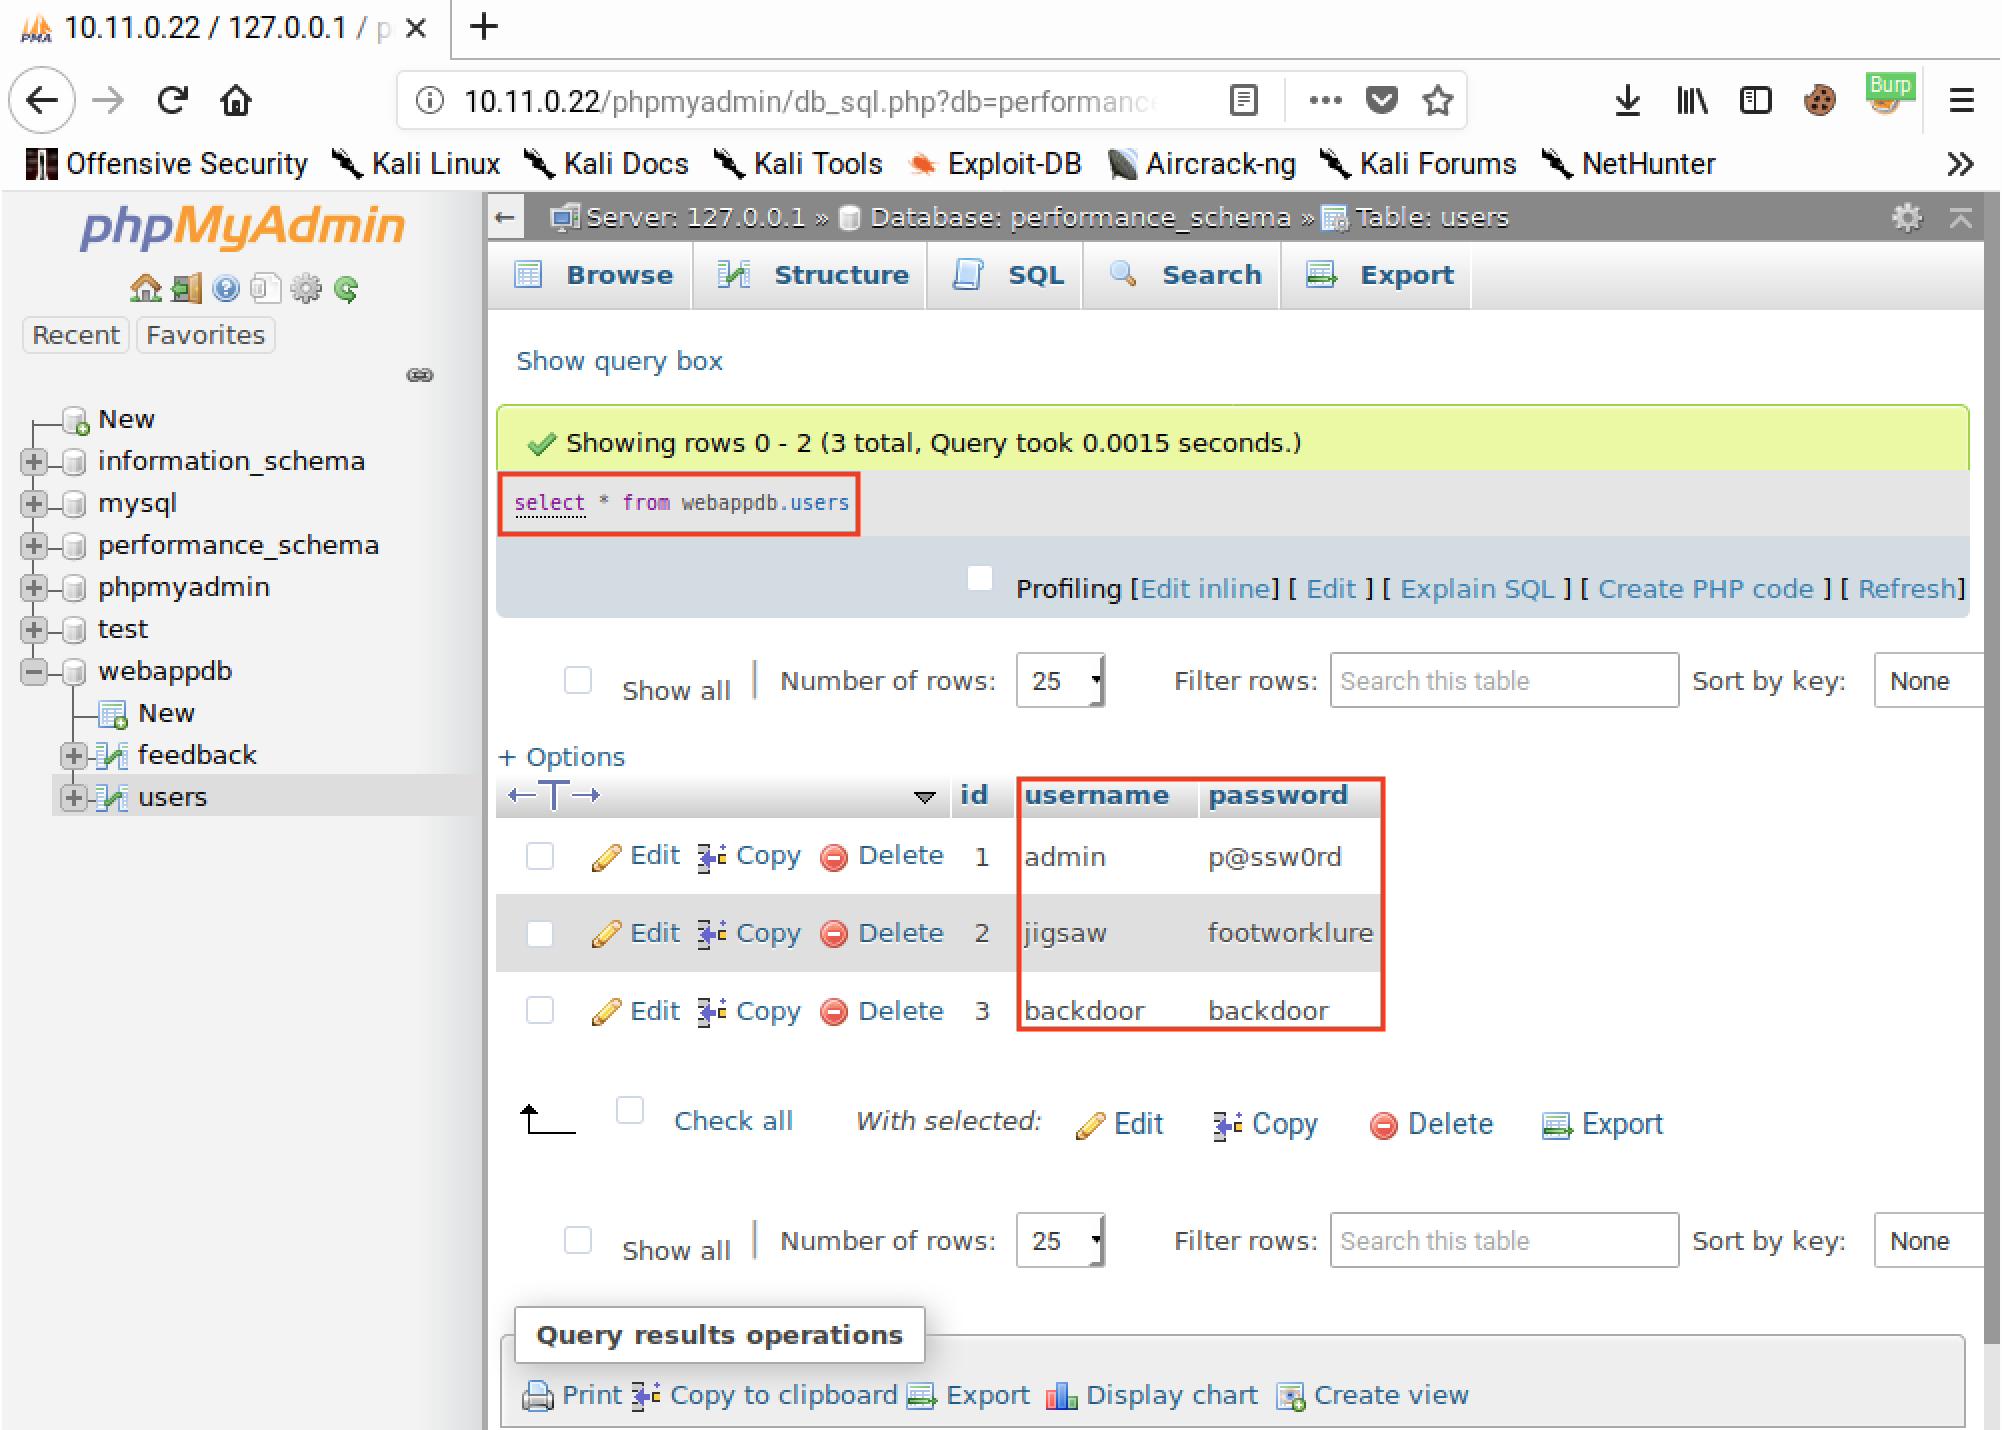 10.11.0.22 / 127.0.0.1 / p
10.11.0.22/phpmyadmin/db_sql.php?db=performance
Burp
Offensive Security Kali Linux Kali Docs Kali Tools Exploit-DB Aircrack-ng Kali Forums NetHunter
phpMyAdmin
Recent Favorites
New
information_schema
mysql
performance_schema
phpmyadmin
test
webappdb
New
feedback
users
Server: 127.0.0.1 » Database: performance_schema » Table: users
Browse Structure SQL Search Export
Show query box
Showing rows 0 - 2 (3 total, Query took 0.0015 seconds.)
select * from webappdb.users
Profiling [Edit inline] [ Edit ] [ Explain SQL ] [ Create PHP code ] [ Refresh]
Show all | Number of rows: 25 Filter rows: Search this table Sort by key: None
+ Options
←T→ id username password
Edit Copy Delete 1 admin p@ssw0rd
Edit Copy Delete 2 jigsaw footworklure
Edit Copy Delete 3 backdoor backdoor
Check all With selected: Edit Copy Delete Export
Show all | Number of rows: 25 Filter rows: Search this table Sort by key: None
Query results operations
Print Copy to clipboard Export Display chart Create view